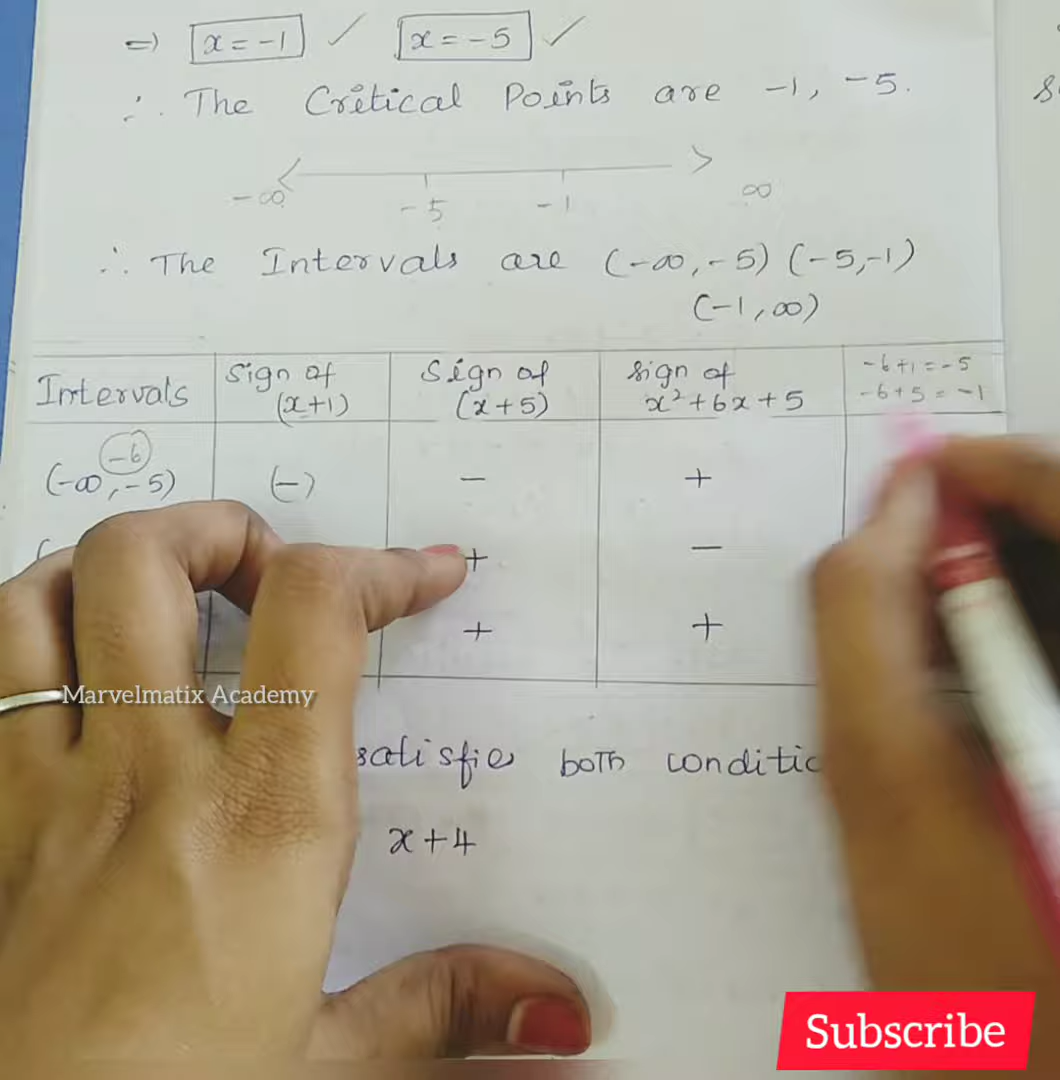 => x = -1 ✓ x = -5 ✓
∴ The Critical Points are -1, -5.
-∞ -5 -1 ∞
∴ The Intervals are (-∞, -5) (-5, -1)
(-1, ∞)
Intervals Sign of (x+1) Sign of (x+5) sign of x²+6x+5 -6+1 = -5
-6+5 = -1
-6
(-∞, -5) (-) - +
+ -
+ +
Marvelmatix Academy
satisfie both conditio
x+4
Subscribe